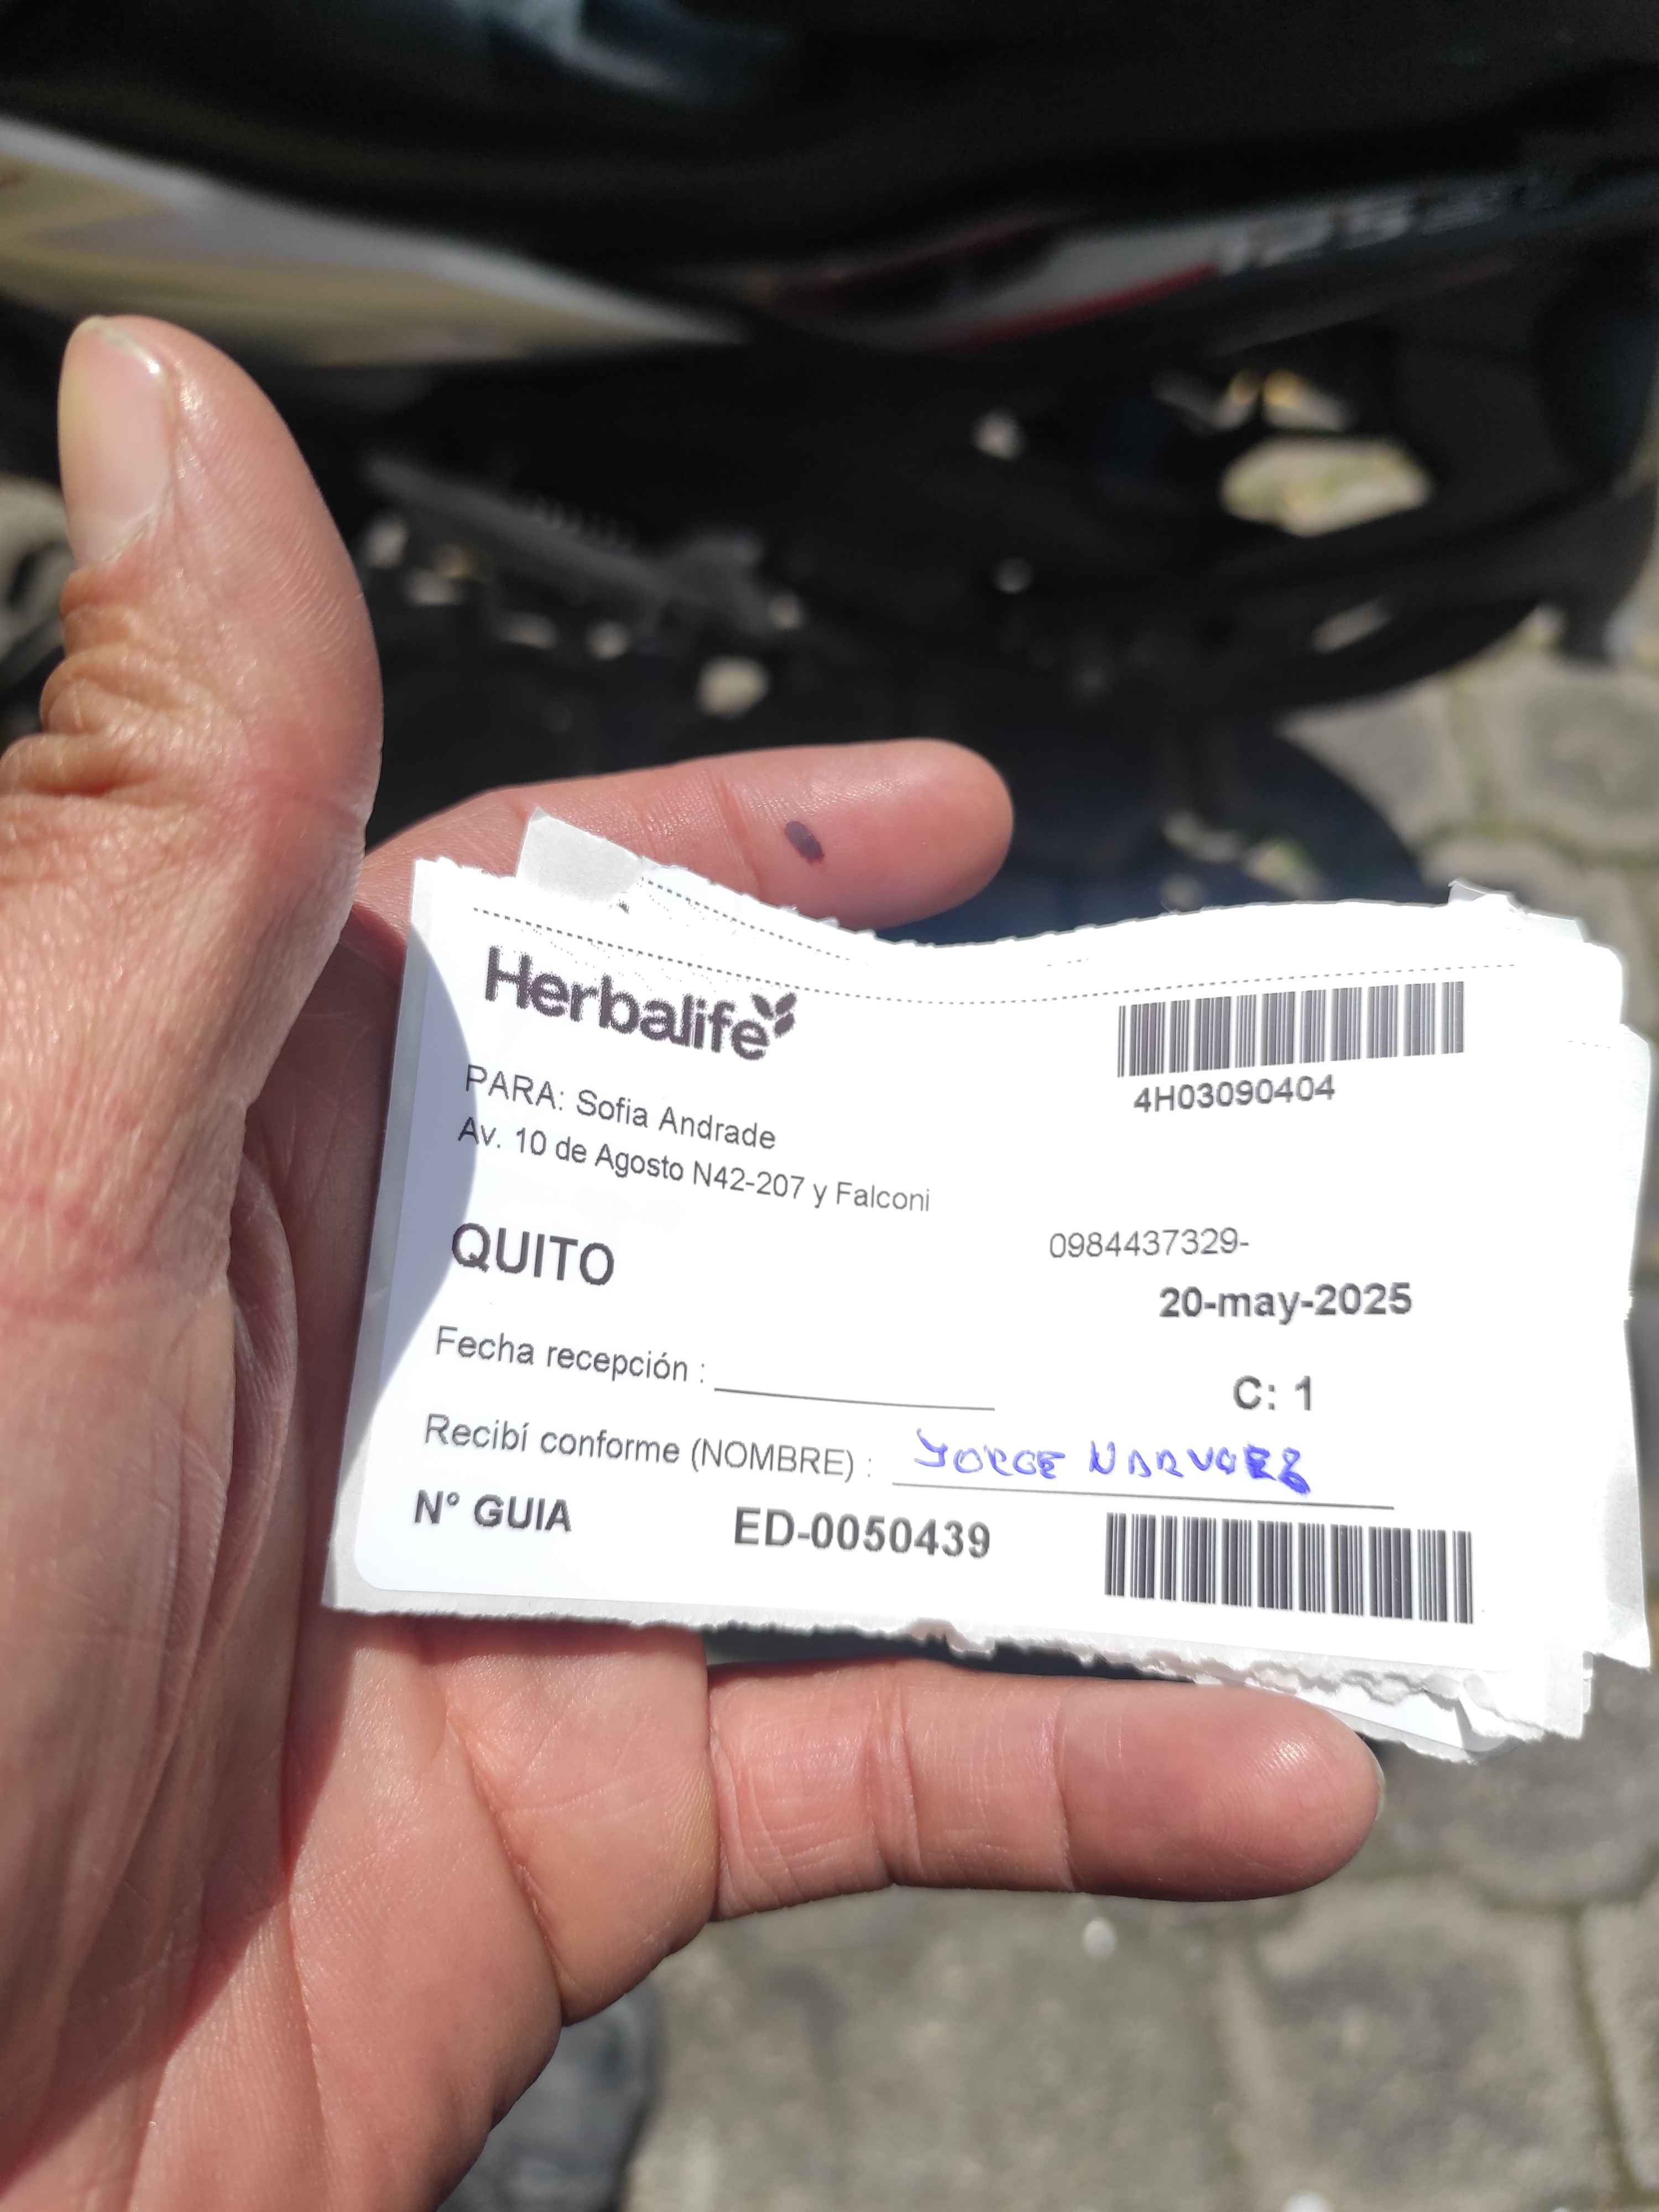 Herbalife
4H03090404
PARA: Sofia Andrade
Av. 10 de Agosto N42-207 y Falconi
0984437329-
QUITO
20-may-2025
Fecha recepción :
C: 1
Recibí conforme (NOMBRE) : JORGE NARVAEZ
N° GUIA ED-0050439